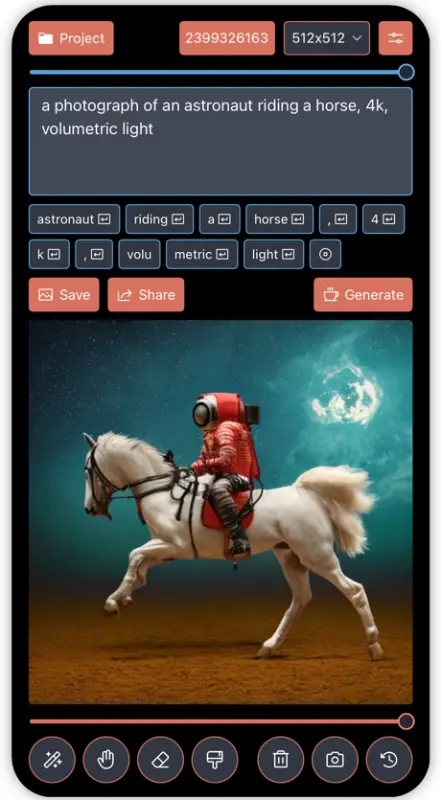 Project 2399326163 512x512
a photograph of an astronaut riding a horse, 4k,
volumetric light
astronaut riding a horse , 4
k , volu metric light
Save Share Generate